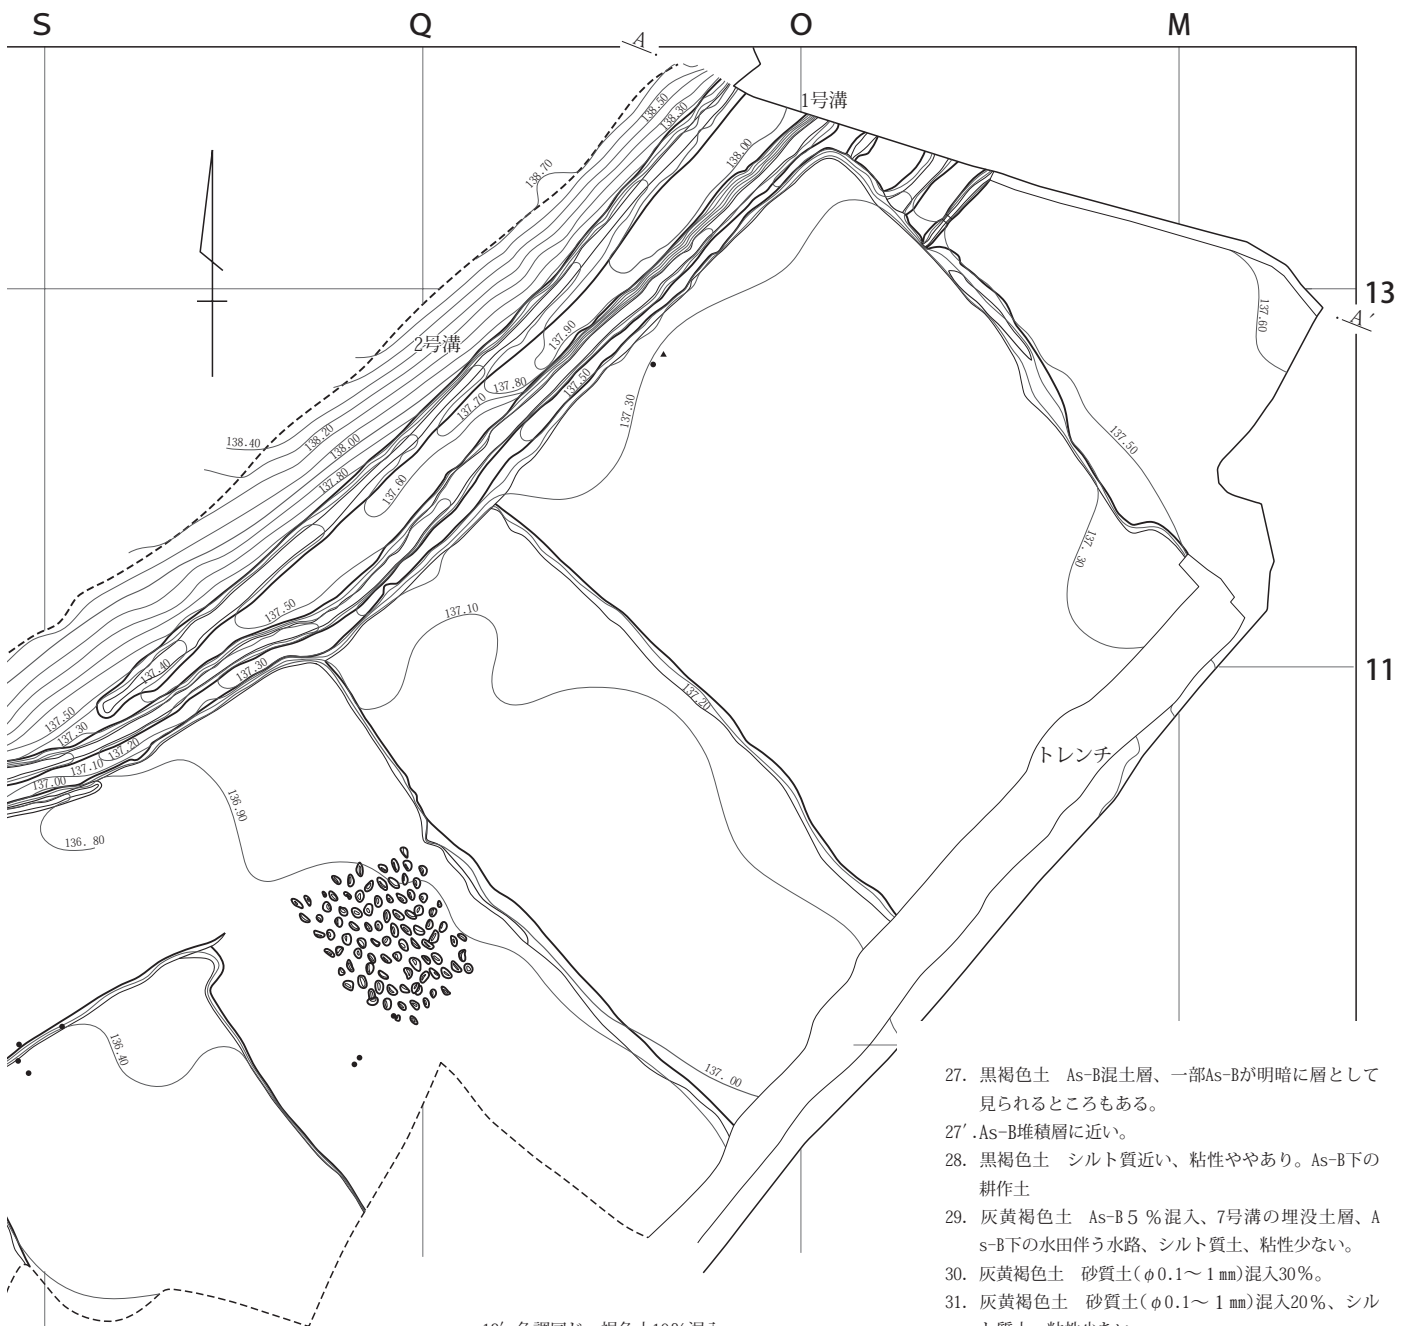 S
Q
O
M
A
1号溝
138.50
138.30
138.00
138.70
13
A′
137.60
2号溝
137.90
137.80
137.50
137.70
137.30
138.40
138.20
138.00
137.80
137.60
137.50
137.30
137.50
137.10
137.40
137.30
11
137.20
137.50
137.30
137.20
137.10
137.00
トレンチ
136.90
136.80
136.40
137.00
27. 黒褐色土 As-B混土層、一部As-Bが明暗に層として
見られるところもある。
27′.As-B堆積層に近い。
28. 黒褐色土 シルト質近い、粘性ややあり。As-B下の
耕作土
29. 灰黄褐色土 As-B５％混入、7号溝の埋没土層、A
s-B下の水田伴う水路、シルト質土、粘性少ない。
30. 灰黄褐色土 砂質土(φ0.1～１㎜)混入30％。
31. 灰黄褐色土 砂質土(φ0.1～１㎜)混入20％、シル